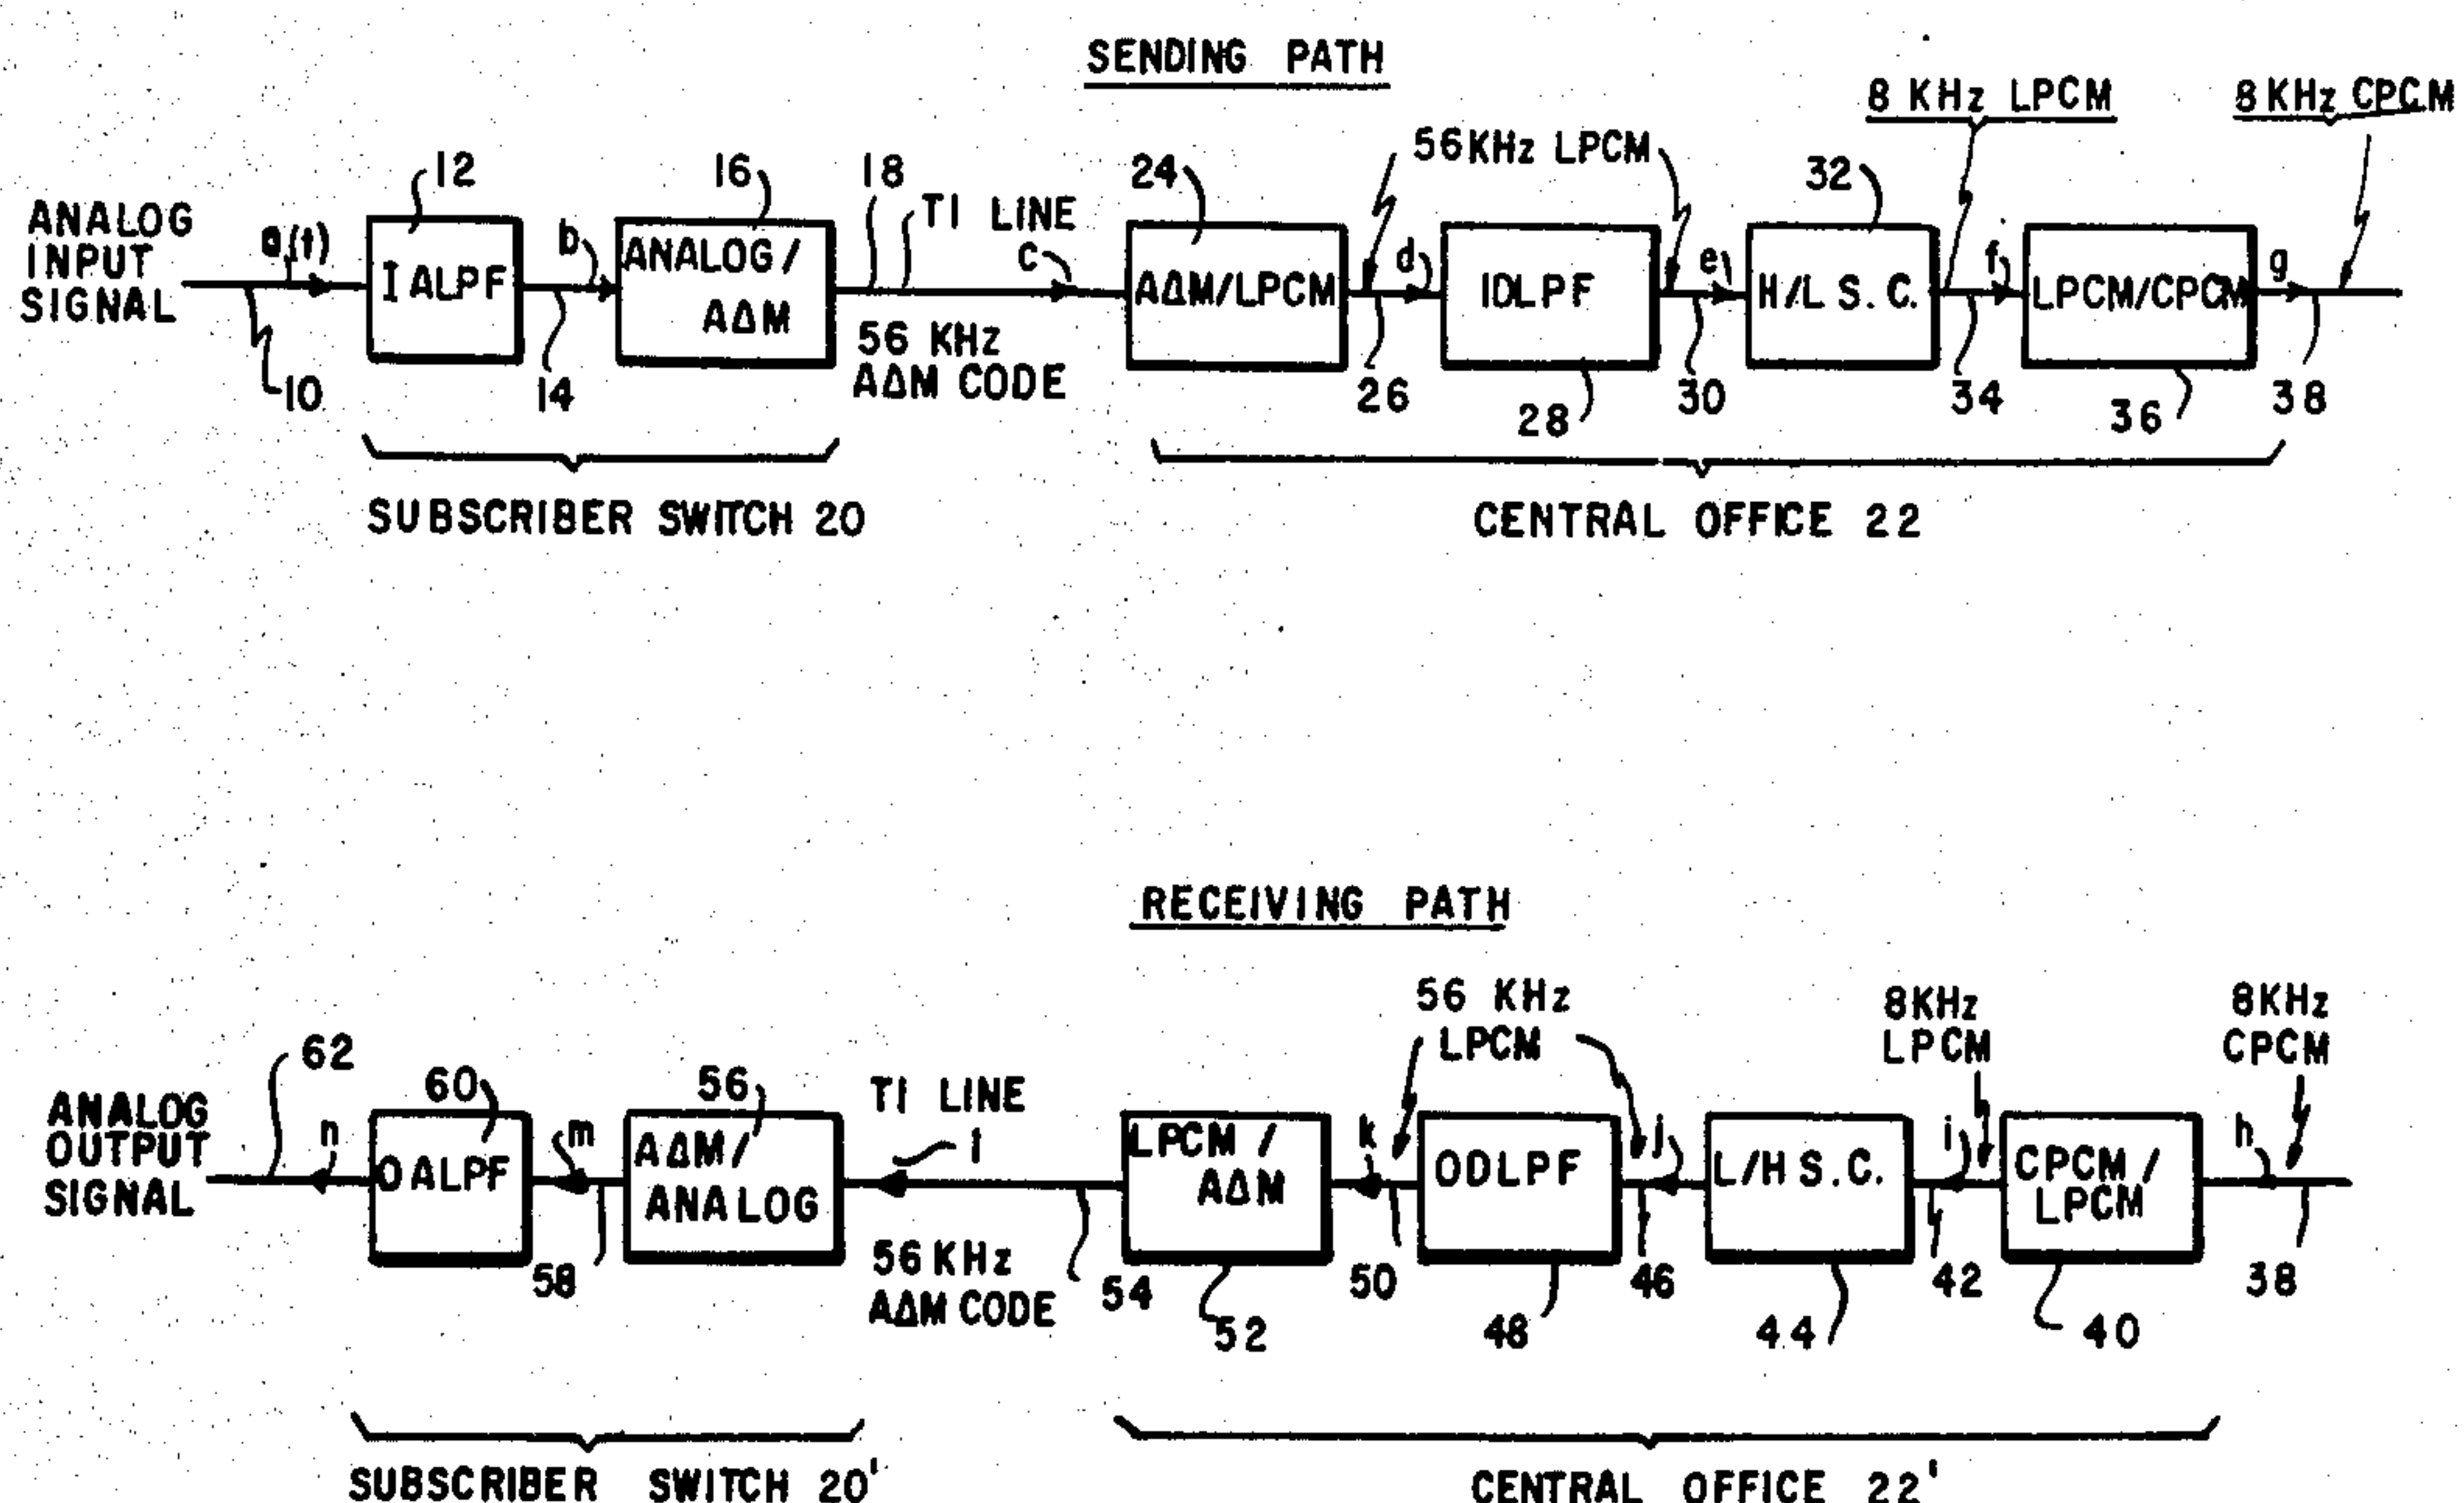 SENDING PATH
8 KHz LPCM
8 KHz CPCM
56 KHz LPCM
12
16
18
T1 LINE
24
32
ANALOG
INPUT
SIGNAL
a(t)
I ALPF
b
ANALOG /
AΔM
c
AΔM/LPCM
d
IDLPF
e
H/L S.C.
f
LPCM/CPCM
g
56 KHz
AΔM CODE
10
14
26
28
30
34
36
38
SUBSCRIBER SWITCH 20
CENTRAL OFFICE 22
RECEIVING PATH
56 KHz
LPCM
8KHz
LPCM
8KHz
CPCM
62
60
56
T1 LINE
l
ANALOG
OUTPUT
SIGNAL
n
OALPF
m
AΔM /
ANALOG
LPCM /
AΔM
k
ODLPF
j
L/H S.C.
i
CPCM /
LPCM
h
56 KHz
AΔM CODE
58
54
52
50
48
46
44
42
40
38
SUBSCRIBER SWITCH 20'
CENTRAL OFFICE 22'